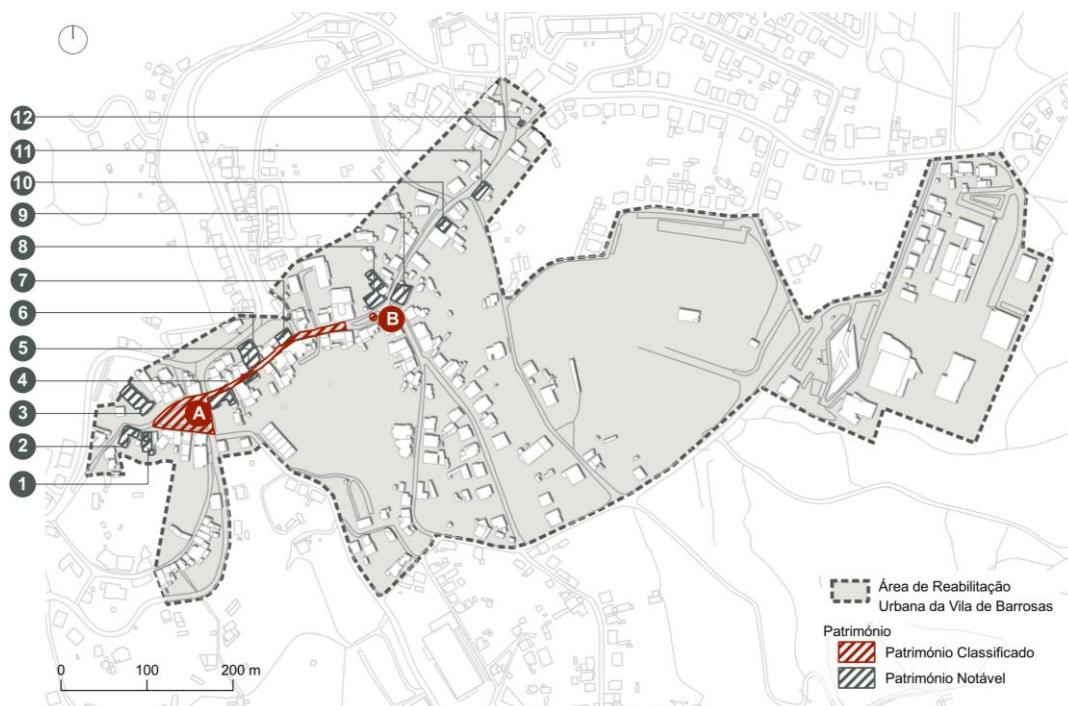 12
11
10
9
8
7
6
5
4
3
2
1
A
B
0 100 200 m
Área de Reabilitação
Urbana da Vila de Barrosas
Património
Património Classificado
Património Notável